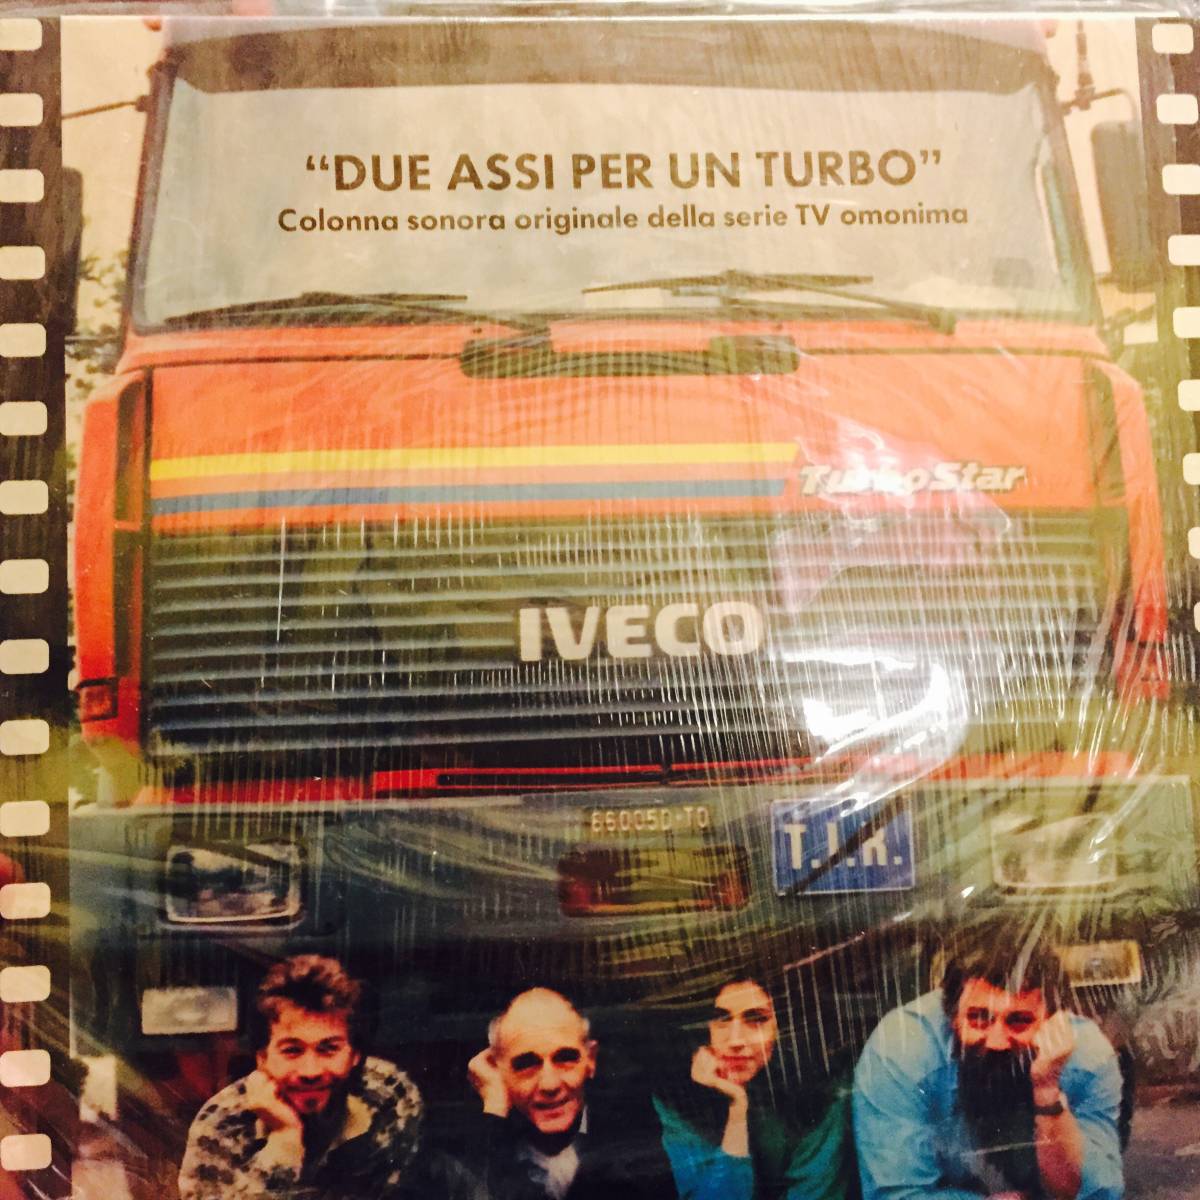 “DUE ASSI PER UN TURBO”
Colonna sonora originale della serie TV omonima
TurboStar
IVECO
66005D·TO
T.I.R.